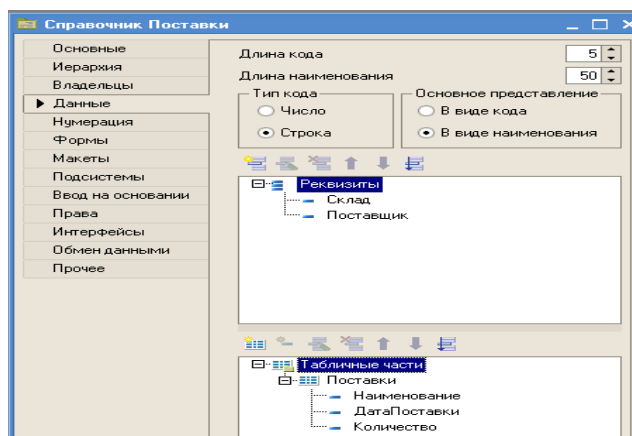 Справочник Поставки
Основные
Иерархия
Владельцы
Данные
Нумерация
Формы
Макеты
Подсистемы
Ввод на основании
Права
Интерфейсы
Обмен данными
Прочее
Длина кода 5
Длина наименования 50
Тип кода
Число
Строка
Основное представление
В виде кода
В виде наименования
Реквизиты
Склад
Поставщик
Табличные части
Поставки
Наименование
ДатаПоставки
Количество